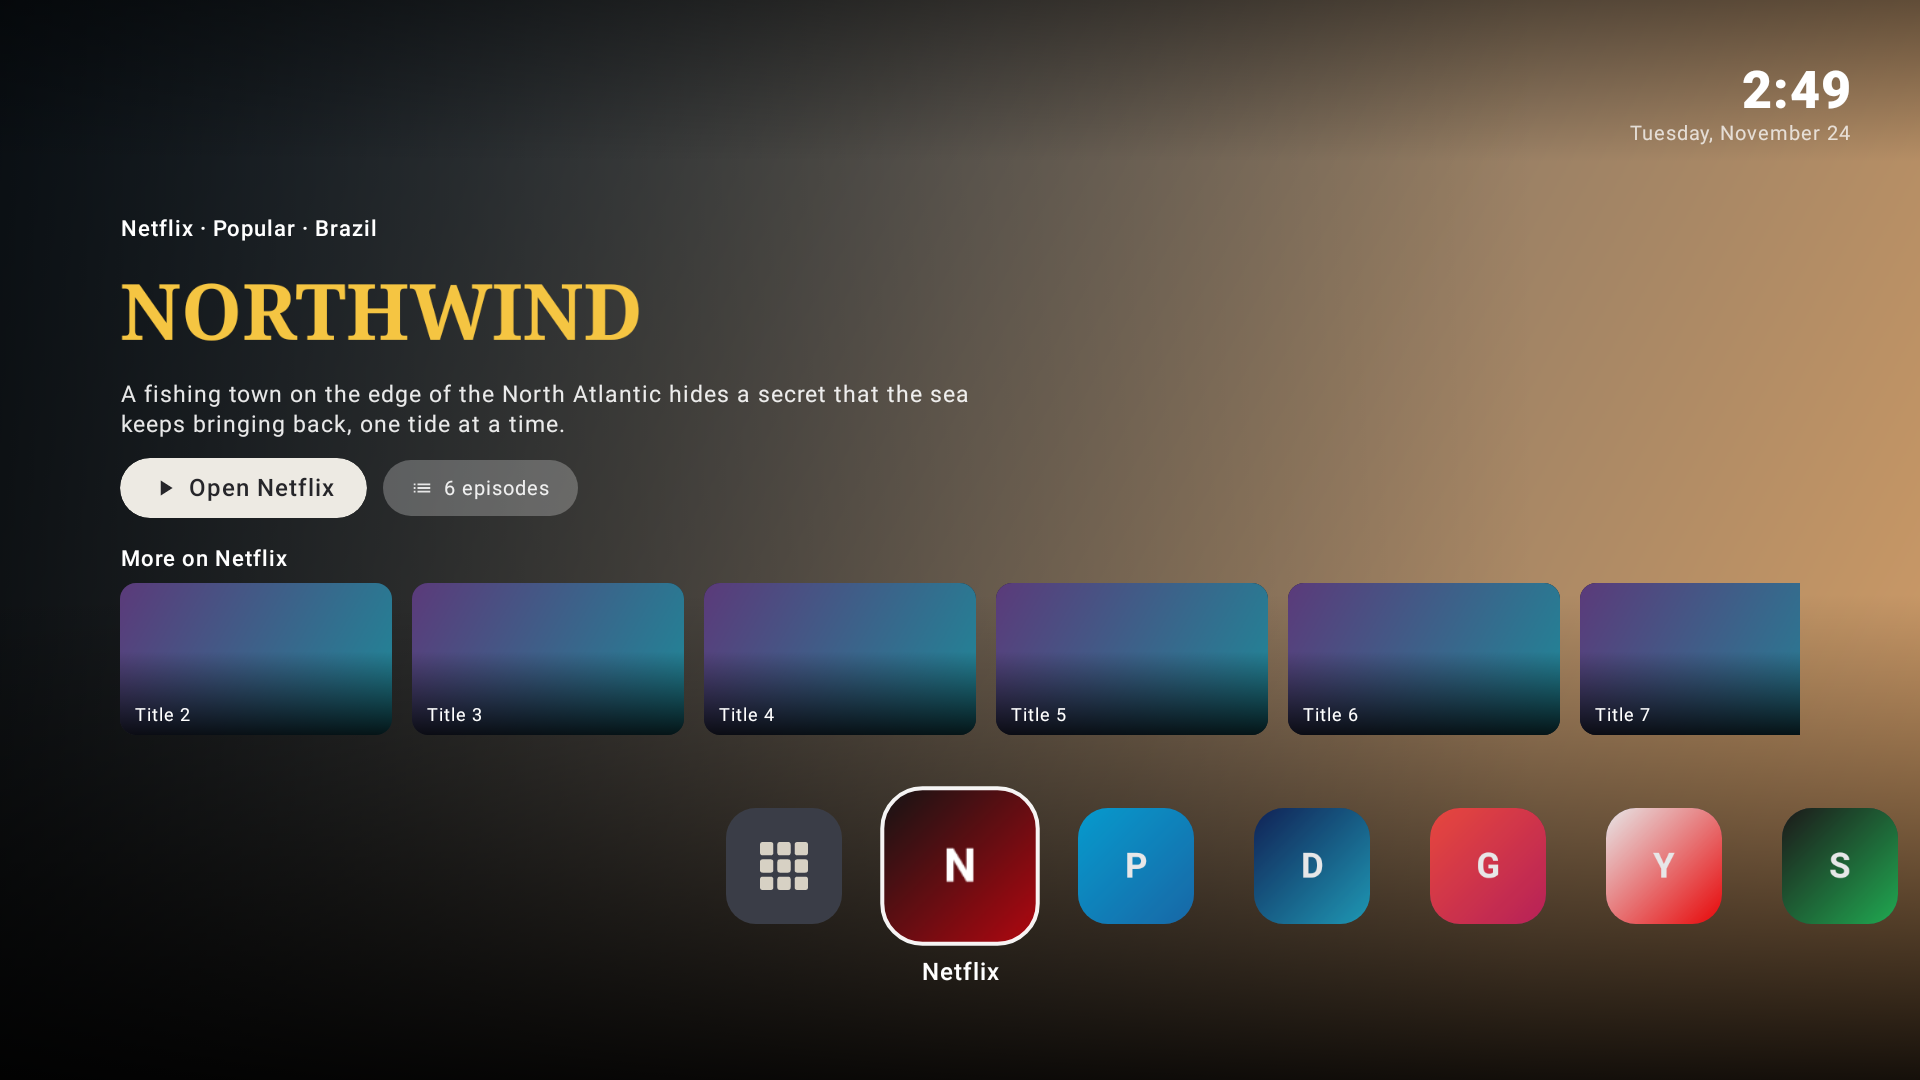 2:49
Tuesday, November 24
Netflix · Popular · Brazil
NORTHWIND
A fishing town on the edge of the North Atlantic hides a secret that the sea
keeps bringing back, one tide at a time.
Open Netflix
6 episodes
More on Netflix
Title 2
Title 3
Title 4
Title 5
Title 6
Title 7
N
P
D
G
Y
S
Netflix